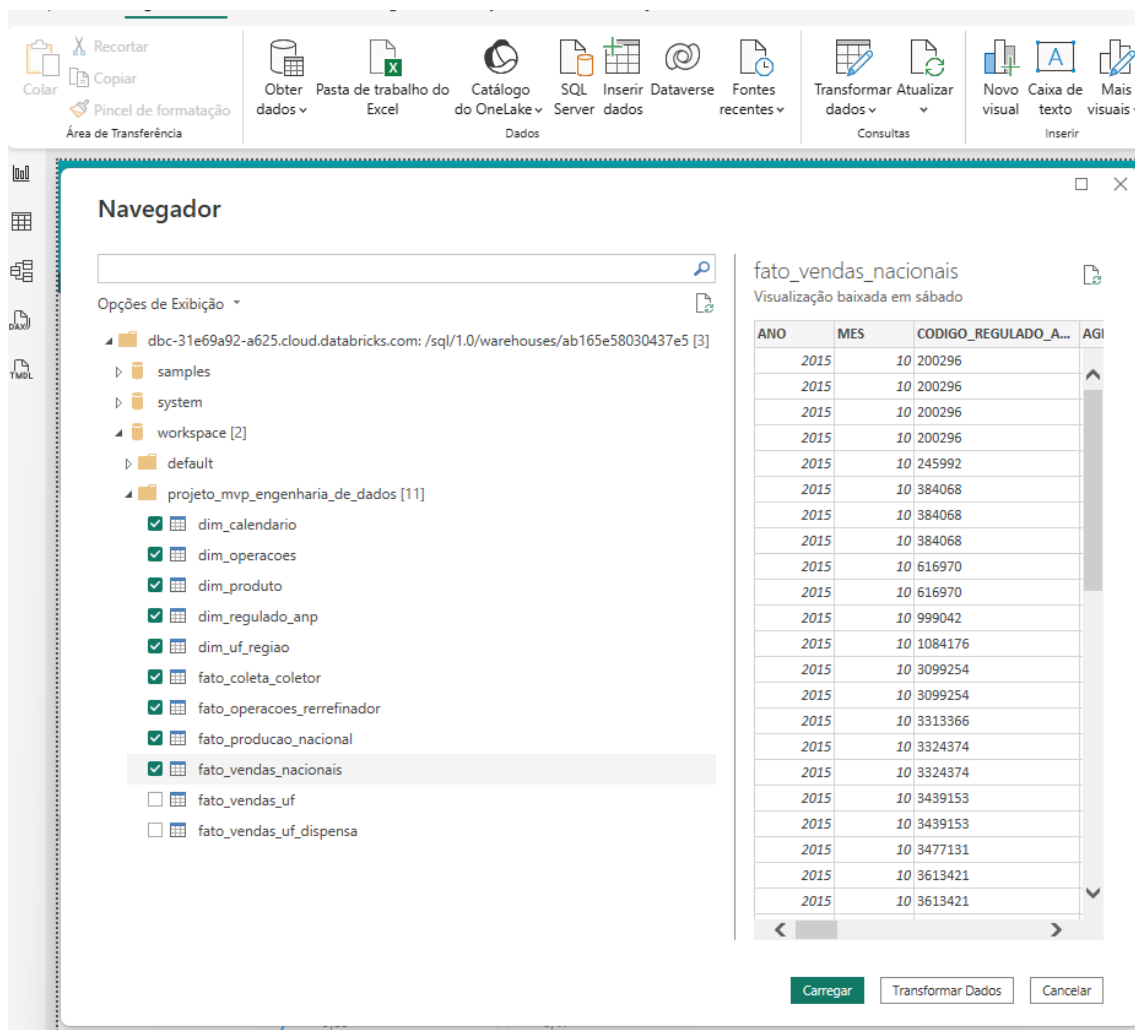 Recortar
Copiar
Pincel de formatação
Colar
Área de Transferência
Obter dados
Pasta de trabalho do Excel
Catálogo do OneLake
SQL Server
Inserir dados
Dataverse
Fontes recentes
Dados
Transformar dados
Atualizar
Consultas
Novo visual
Caixa de texto
Mais visuais
Inserir
DAX
TMDL
Navegador
Opções de Exibição
dbc-31e69a92-a625.cloud.databricks.com: /sql/1.0/warehouses/ab165e58030437e5 [3]
samples
system
workspace [2]
default
projeto_mvp_engenharia_de_dados [11]
dim_calendario
dim_operacoes
dim_produto
dim_regulado_anp
dim_uf_regiao
fato_coleta_coletor
fato_operacoes_rerrefinador
fato_producao_nacional
fato_vendas_nacionais
fato_vendas_uf
fato_vendas_uf_dispensa
fato_vendas_nacionais
Visualização baixada em sábado
ANO MES CODIGO_REGULADO_A... AGI
2015 10 200296
2015 10 200296
2015 10 200296
2015 10 200296
2015 10 245992
2015 10 384068
2015 10 384068
2015 10 384068
2015 10 616970
2015 10 616970
2015 10 999042
2015 10 1084176
2015 10 3099254
2015 10 3099254
2015 10 3313366
2015 10 3324374
2015 10 3324374
2015 10 3439153
2015 10 3439153
2015 10 3477131
2015 10 3613421
2015 10 3613421
Carregar
Transformar Dados
Cancelar